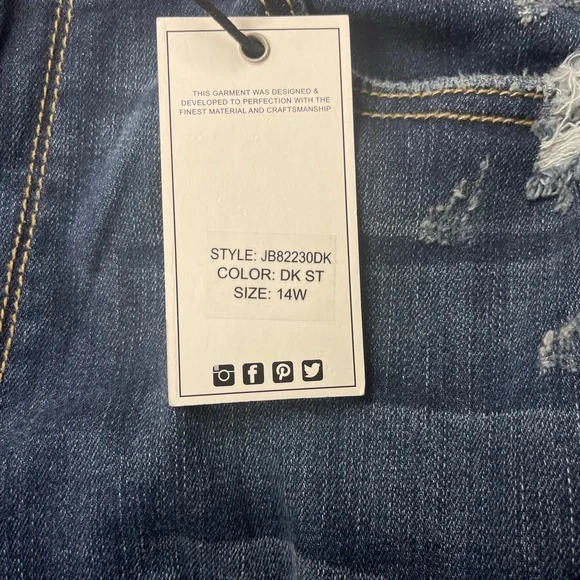 THIS GARMENT WAS DESIGNED &
DEVELOPED TO PERFECTION WITH THE
FINEST MATERIAL AND CRAFTSMANSHIP
STYLE: JB82230DK
COLOR: DK ST
SIZE: 14W